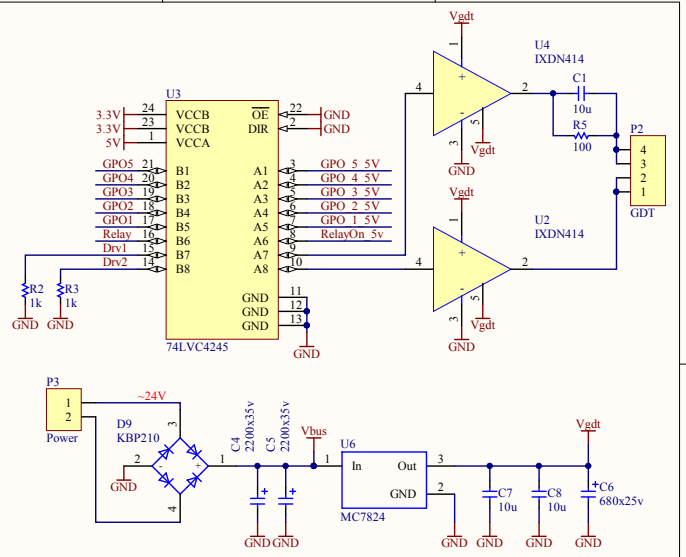 Vgdt
U4
IXDN414
1
+
4
2
-
5
3
Vgdt
GND
C1
10u
R5
100
P2
4
3
2
1
GDT
U3
3.3V 24 VCCB OE 22 GND
3.3V 23 VCCB DIR 2 GND
5V 1 VCCA
GPO5 21 B1 A1 3 GPO_5_5V
GPO4 20 B2 A2 4 GPO_4_5V
GPO3 19 B3 A3 5 GPO_3_5V
GPO2 18 B4 A4 6 GPO_2_5V
GPO1 17 B5 A5 7 GPO_1_5V
Relay 16 B6 A6 8 RelayOn_5v
Drv1 15 B7 A7 9
Drv2 14 B8 A8 10
GND 11
GND 12
GND 13
74LVC4245
GND
R2
1k
GND
R3
1k
GND
Vgdt
U2
IXDN414
1
+
4
2
-
5
3
Vgdt
GND
P3
1
2
Power
~24V
D9
KBP210
3
2
-
+
1
4
GND
C4
2200x35v
C5
2200x35v
+
+
GND
GND
Vbus
U6
1 In Out 3
GND 2
MC7824
GND
C7
10u
GND
C8
10u
GND
Vgdt
+
C6
680x25v
GND